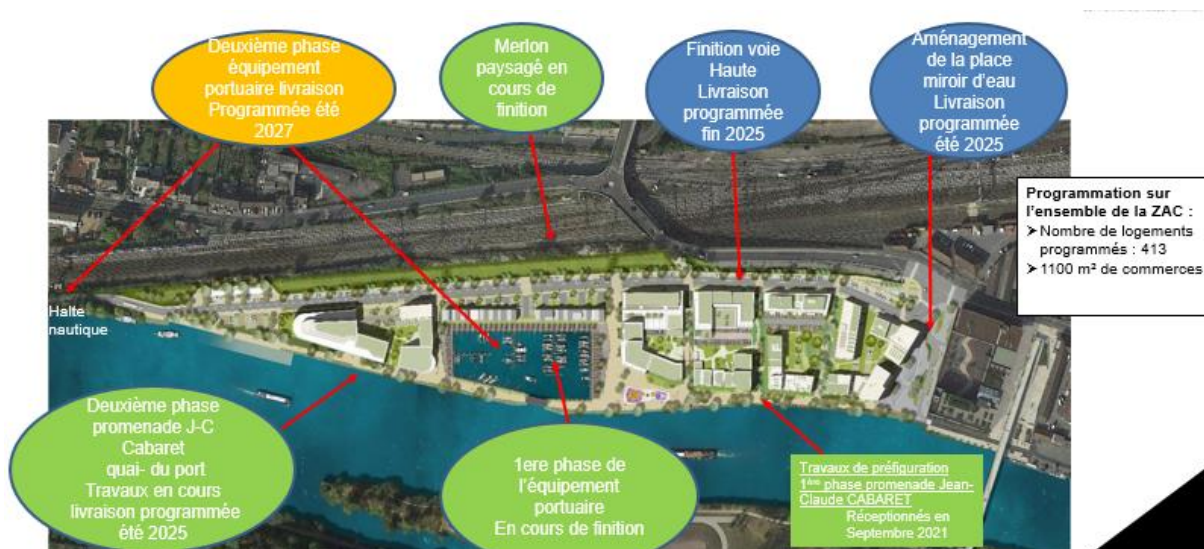 Deuxième phase
équipement
portuaire livraison
Programmée été
2027
Merlon
paysagé en
cours de
finition
Finition voie
Haute
Livraison
programmée
fin 2025
Aménagement
de la place
miroir d'eau
Livraison
programmée
été 2025
Programmation sur
l'ensemble de la ZAC :
➢ Nombre de logements
programmés : 413
➢ 1100 m² de commerces
Halte
nautique
Deuxième phase
promenade J-C
Cabaret
quai- du port
Travaux en cours
livraison programmée
été 2025
1ere phase de
l'équipement
portuaire
En cours de finition
Travaux de préfiguration
1ère phase promenade Jean-
Claude CABARET
Réceptionnés en
Septembre 2021